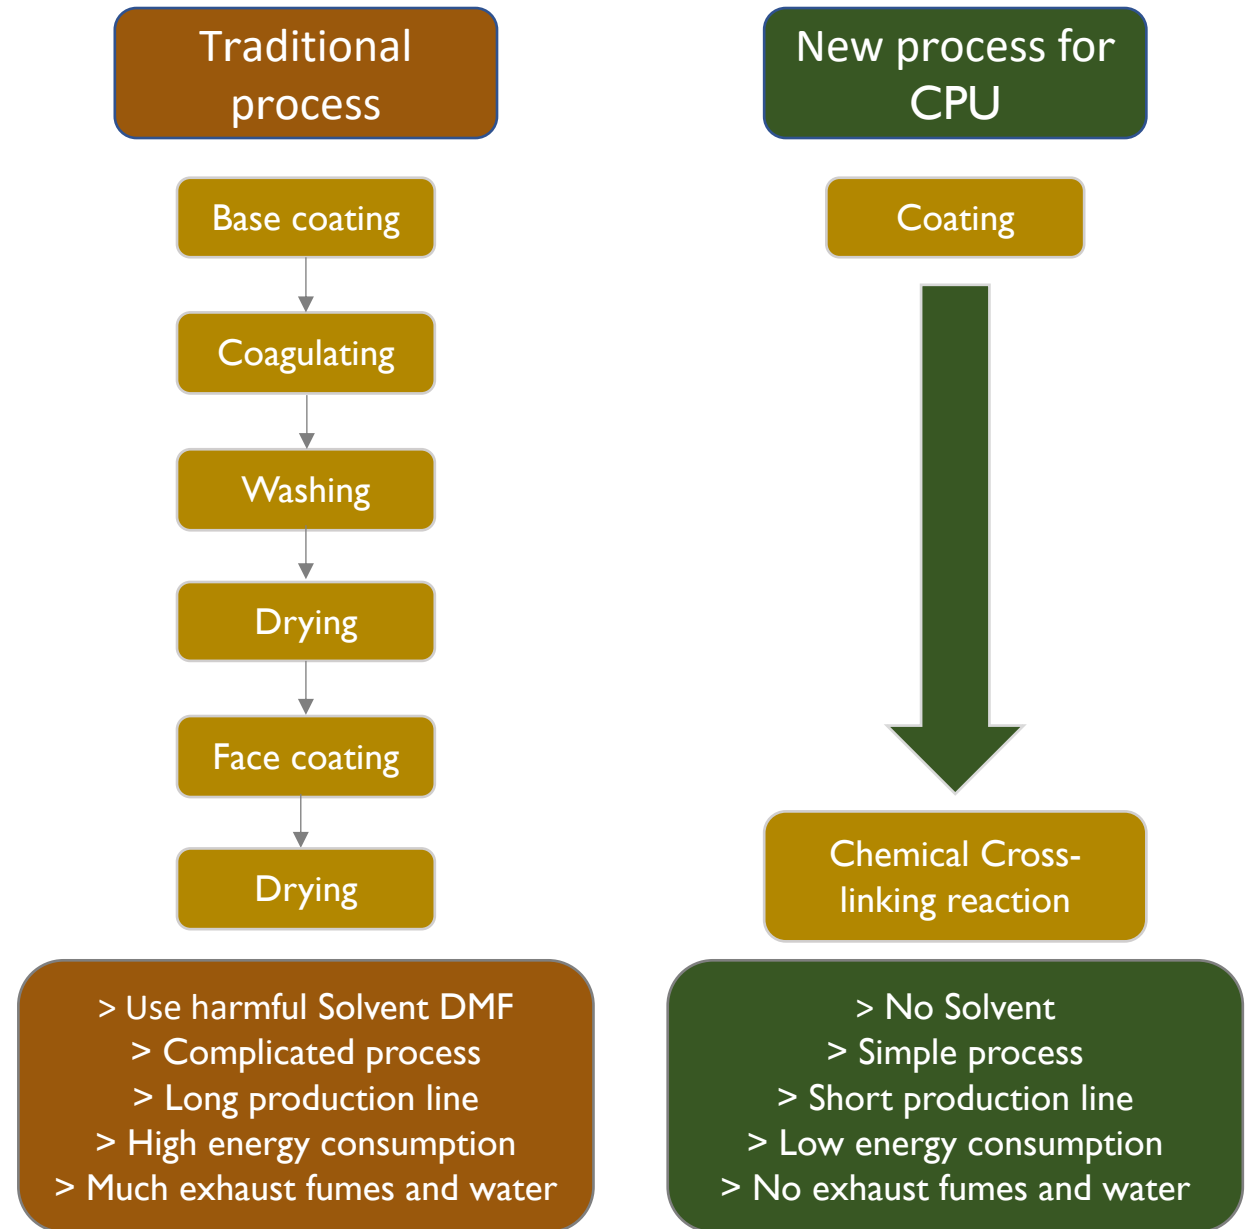 Traditional
process
Base coating
Coagulating
Washing
Drying
Face coating
Drying
> Use harmful Solvent DMF
> Complicated process
> Long production line
> High energy consumption
> Much exhaust fumes and water
New process for
CPU
Coating
Chemical Cross-
linking reaction
> No Solvent
> Simple process
> Short production line
> Low energy consumption
> No exhaust fumes and water